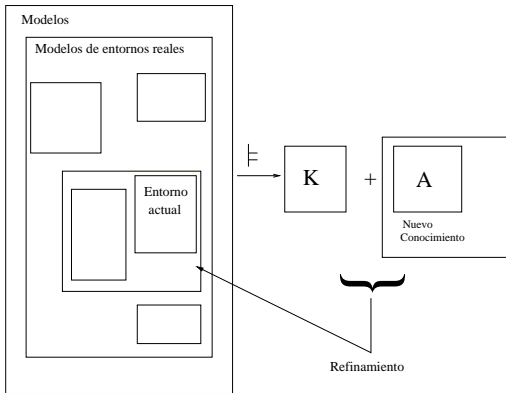 Modelos
Modelos de entornos reales
Entorno
actual
K
+
A
Nuevo
Conocimiento
Refinamiento